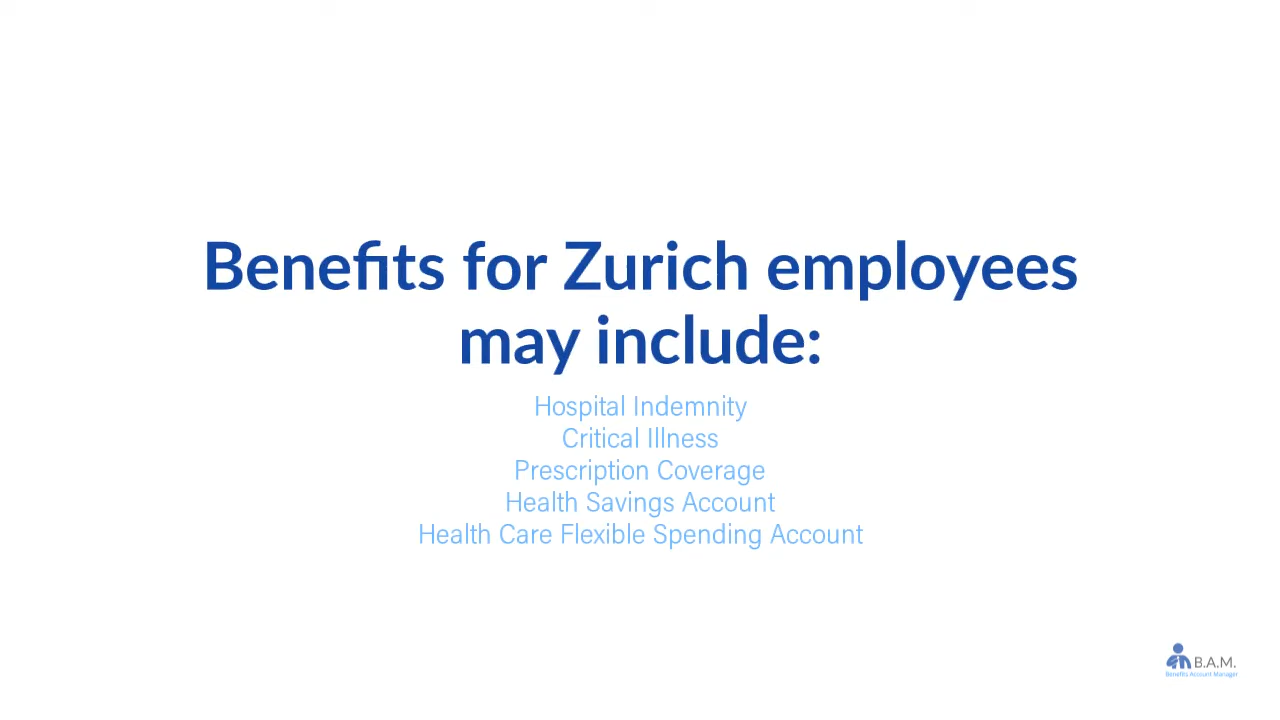 Benefits for Zurich employees
may include:
Hospital Indemnity
Critical Illness
Prescription Coverage
Health Savings Account
Health Care Flexible Spending Account
B.A.M.
Benefits Account Manager